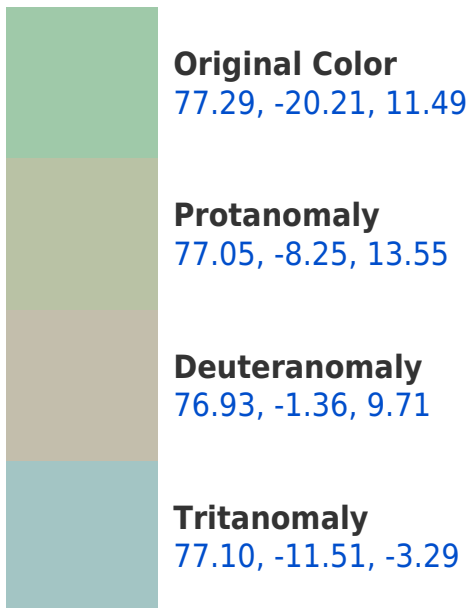 Original Color
77.29, -20.21, 11.49
Protanomaly
77.05, -8.25, 13.55
Deuteranomaly
76.93, -1.36, 9.71
Tritanomaly
77.10, -11.51, -3.29